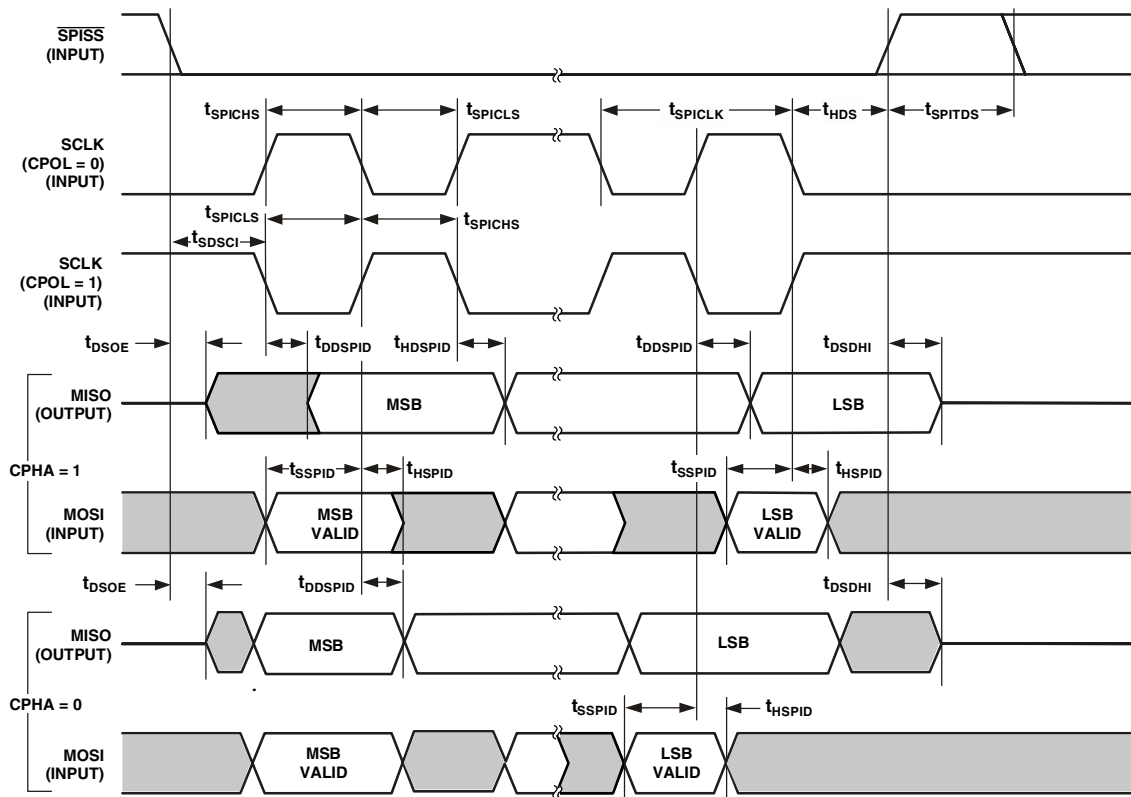 SPISS
(INPUT)
tSPICHS
tSPICLS
tSPICLK
tHDS
tSPITDS
SCLK
(CPOL = 0)
(INPUT)
tSPICLS
tSPICHS
tSDSCI
SCLK
(CPOL = 1)
(INPUT)
tDSOE
tDDSPID
tHDSPID
tDDSPID
tDSDHI
MISO
(OUTPUT)
MSB
LSB
CPHA = 1
tSSPID
tHSPID
tSSPID
tHSPID
MOSI
(INPUT)
MSB
VALID
LSB
VALID
tDSOE
tDDSPID
tDSDHI
MISO
(OUTPUT)
MSB
LSB
CPHA = 0
tSSPID
tHSPID
MOSI
(INPUT)
MSB
VALID
LSB
VALID